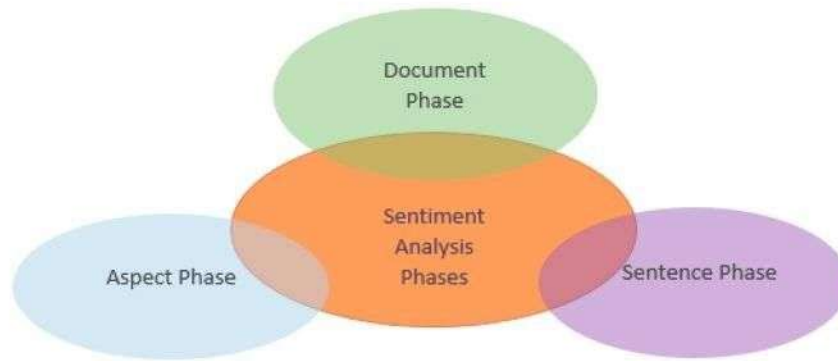 Document
Phase
Sentiment
Analysis
Phases
Aspect Phase
Sentence Phase